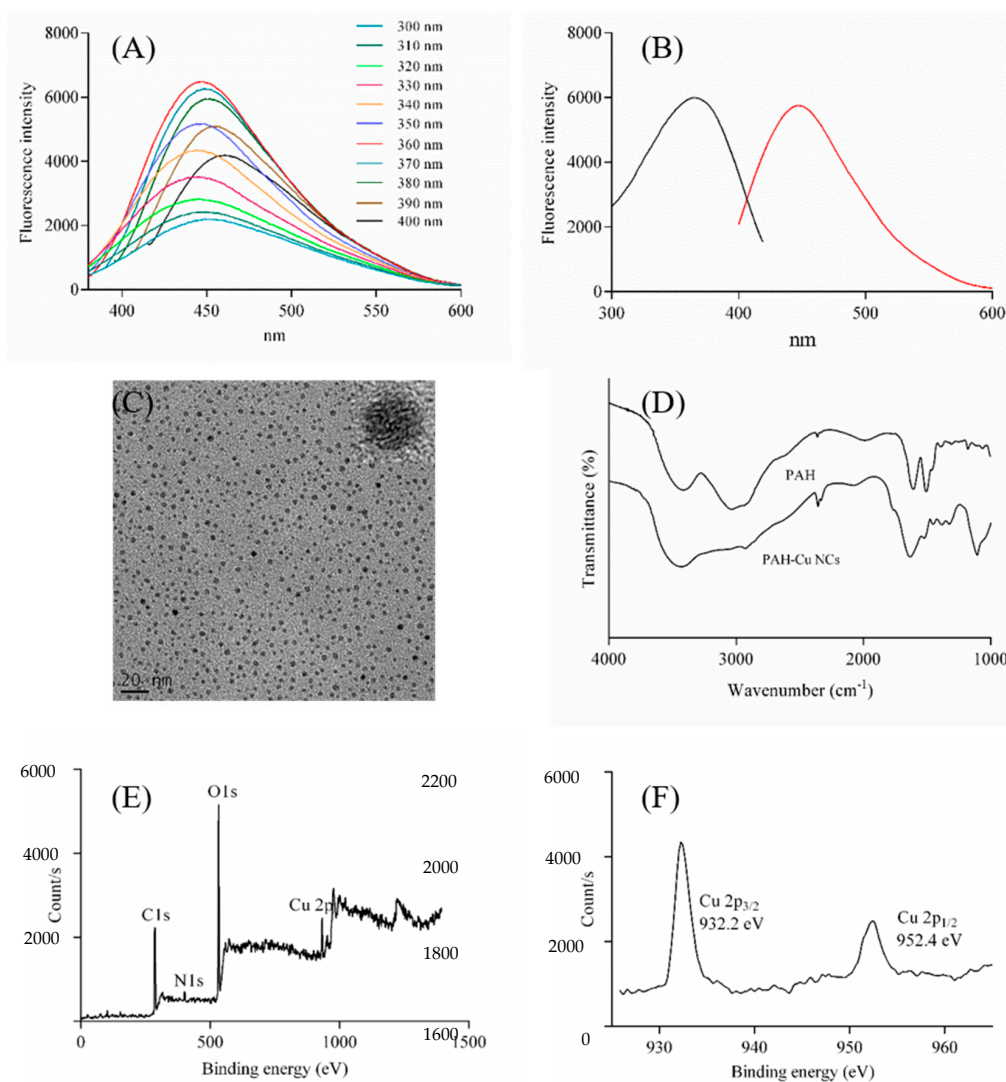 (A)
8000
6000
4000
2000
0
Fluorescence intensity
400
450
500
550
600
nm
300 nm
310 nm
320 nm
330 nm
340 nm
350 nm
360 nm
370 nm
380 nm
390 nm
400 nm
(B)
8000
6000
4000
2000
0
Fluorescence intensity
300
400
500
600
nm
(C)
20 nm
(D)
Transmittance (%)
PAH
PAH-Cu NCs
4000
3000
2000
1000
Wavenumber (cm-1)
(E)
6000
4000
2000
0
Count/s
C1s
N1s
O1s
Cu 2p
0
500
1000
1500
Binding energy (eV)
2200
2000
1800
1600
(F)
6000
4000
2000
0
Count/s
Cu 2p3/2
932.2 eV
Cu 2p1/2
952.4 eV
930
940
950
960
Binding energy (eV)